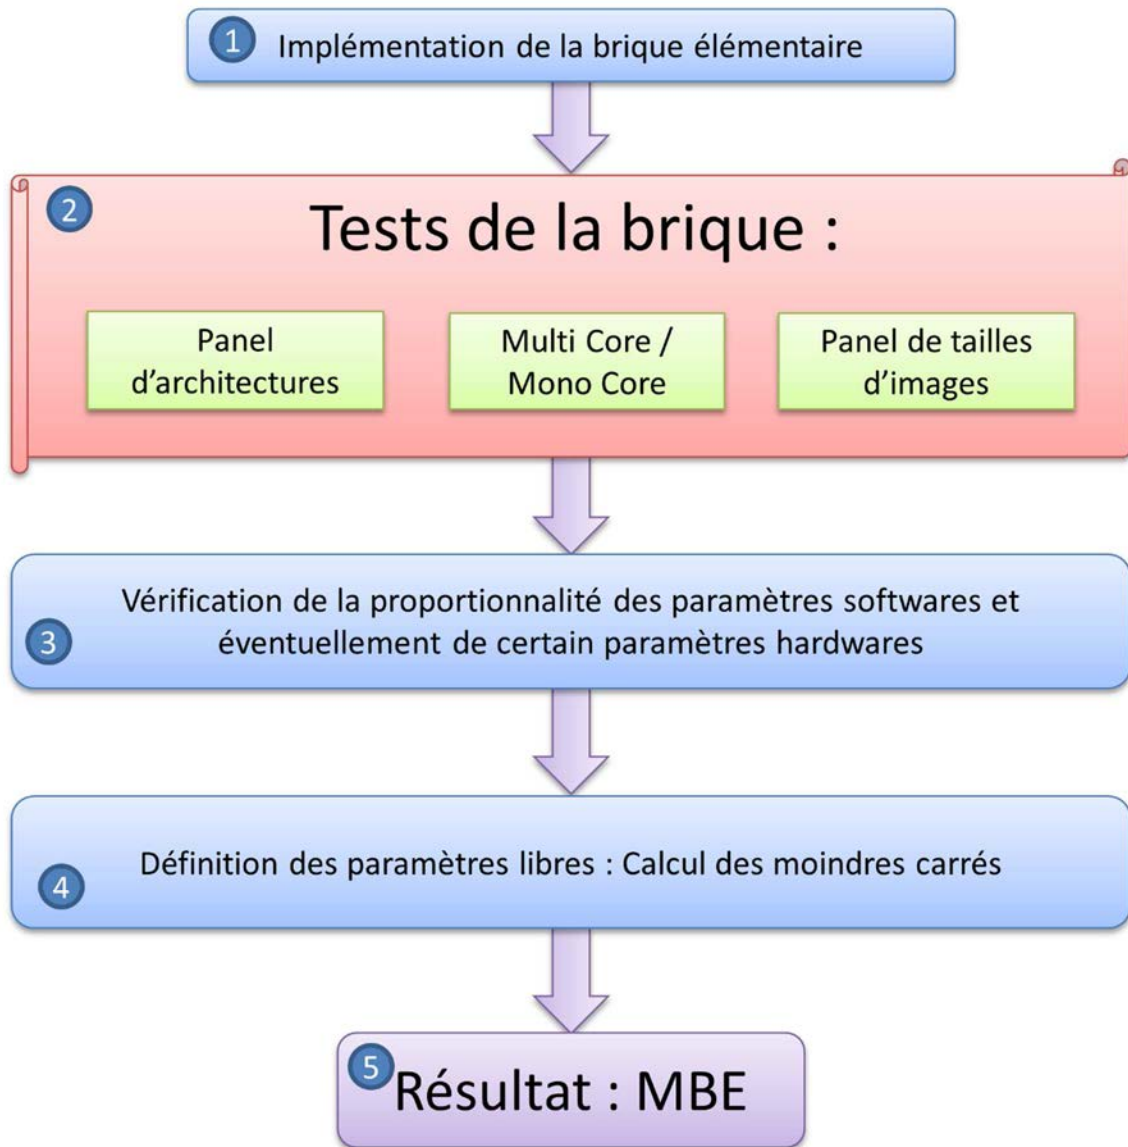 1 Implémentation de la brique élémentaire
2
Tests de la brique :
Panel
d'architectures
Multi Core /
Mono Core
Panel de tailles
d'images
Vérification de la proportionnalité des paramètres softwares et
3
éventuellement de certain paramètres hardwares
Définition des paramètres libres : Calcul des moindres carrés
4
5
Résultat : MBE